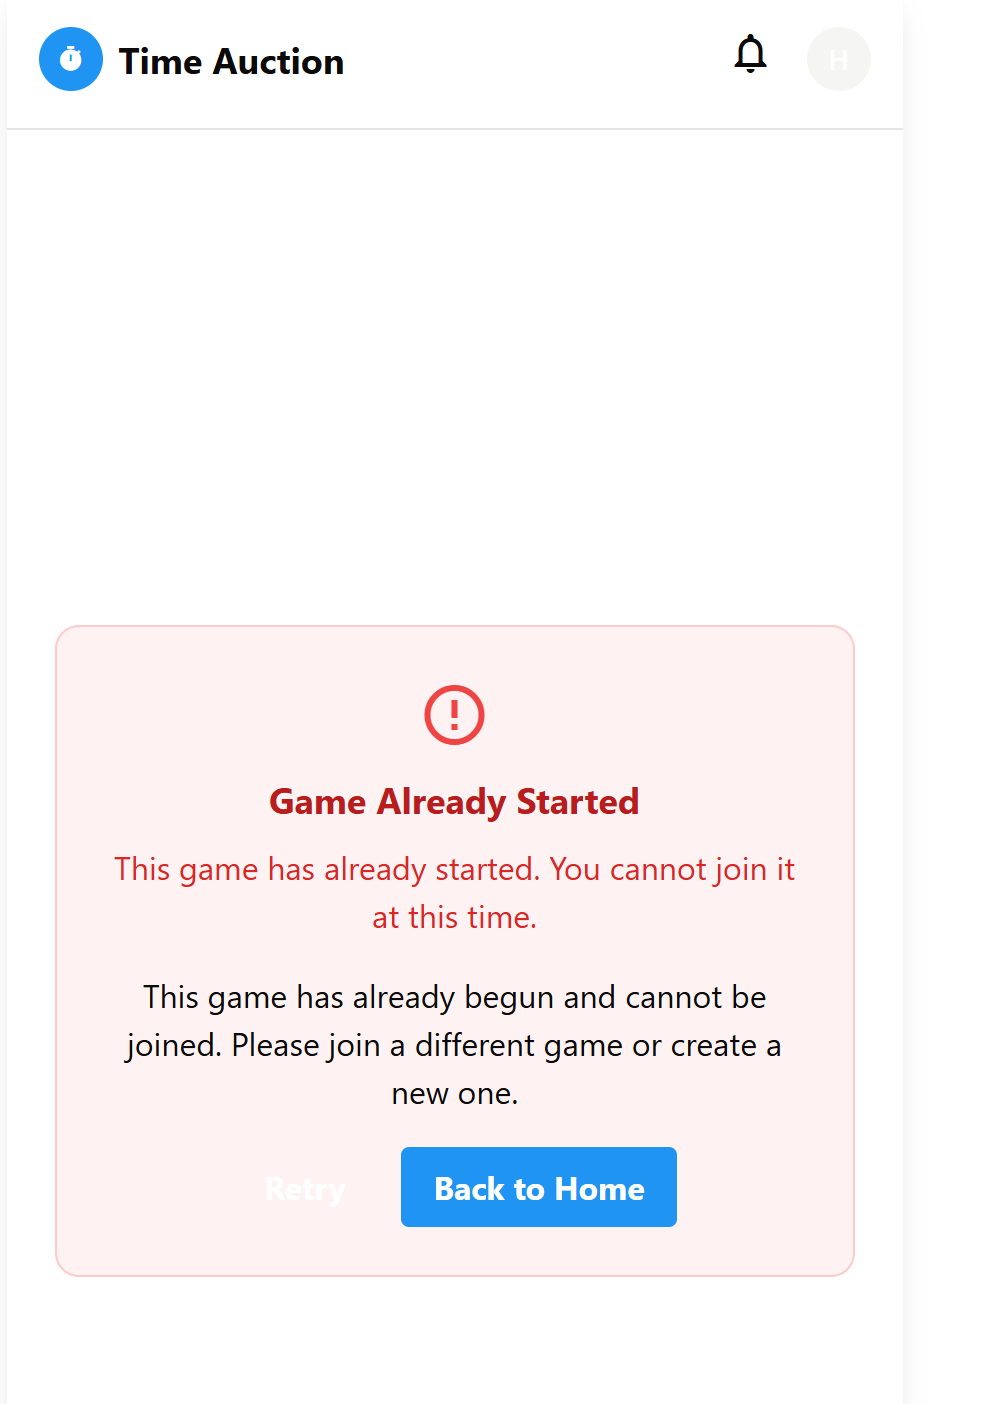 Time Auction
H
Game Already Started
This game has already started. You cannot join it
at this time.
This game has already begun and cannot be
joined. Please join a different game or create a
new one.
Retry
Back to Home